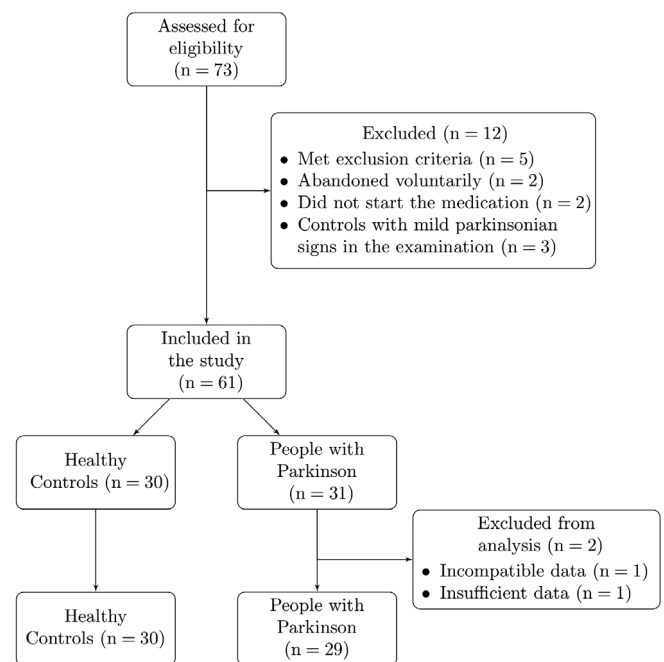 Assessed for
eligibility
(n = 73)
Excluded (n = 12)
• Met exclusion criteria (n = 5)
• Abandoned voluntarily (n = 2)
• Did not start the medication (n = 2)
• Controls with mild parkinsonian
signs in the examination (n = 3)
Included in
the study
(n = 61)
Healthy
Controls (n = 30)
People with
Parkinson
(n = 31)
Excluded from
analysis (n = 2)
• Incompatible data (n = 1)
• Insufficient data (n = 1)
Healthy
Controls (n = 30)
People with
Parkinson
(n = 29)